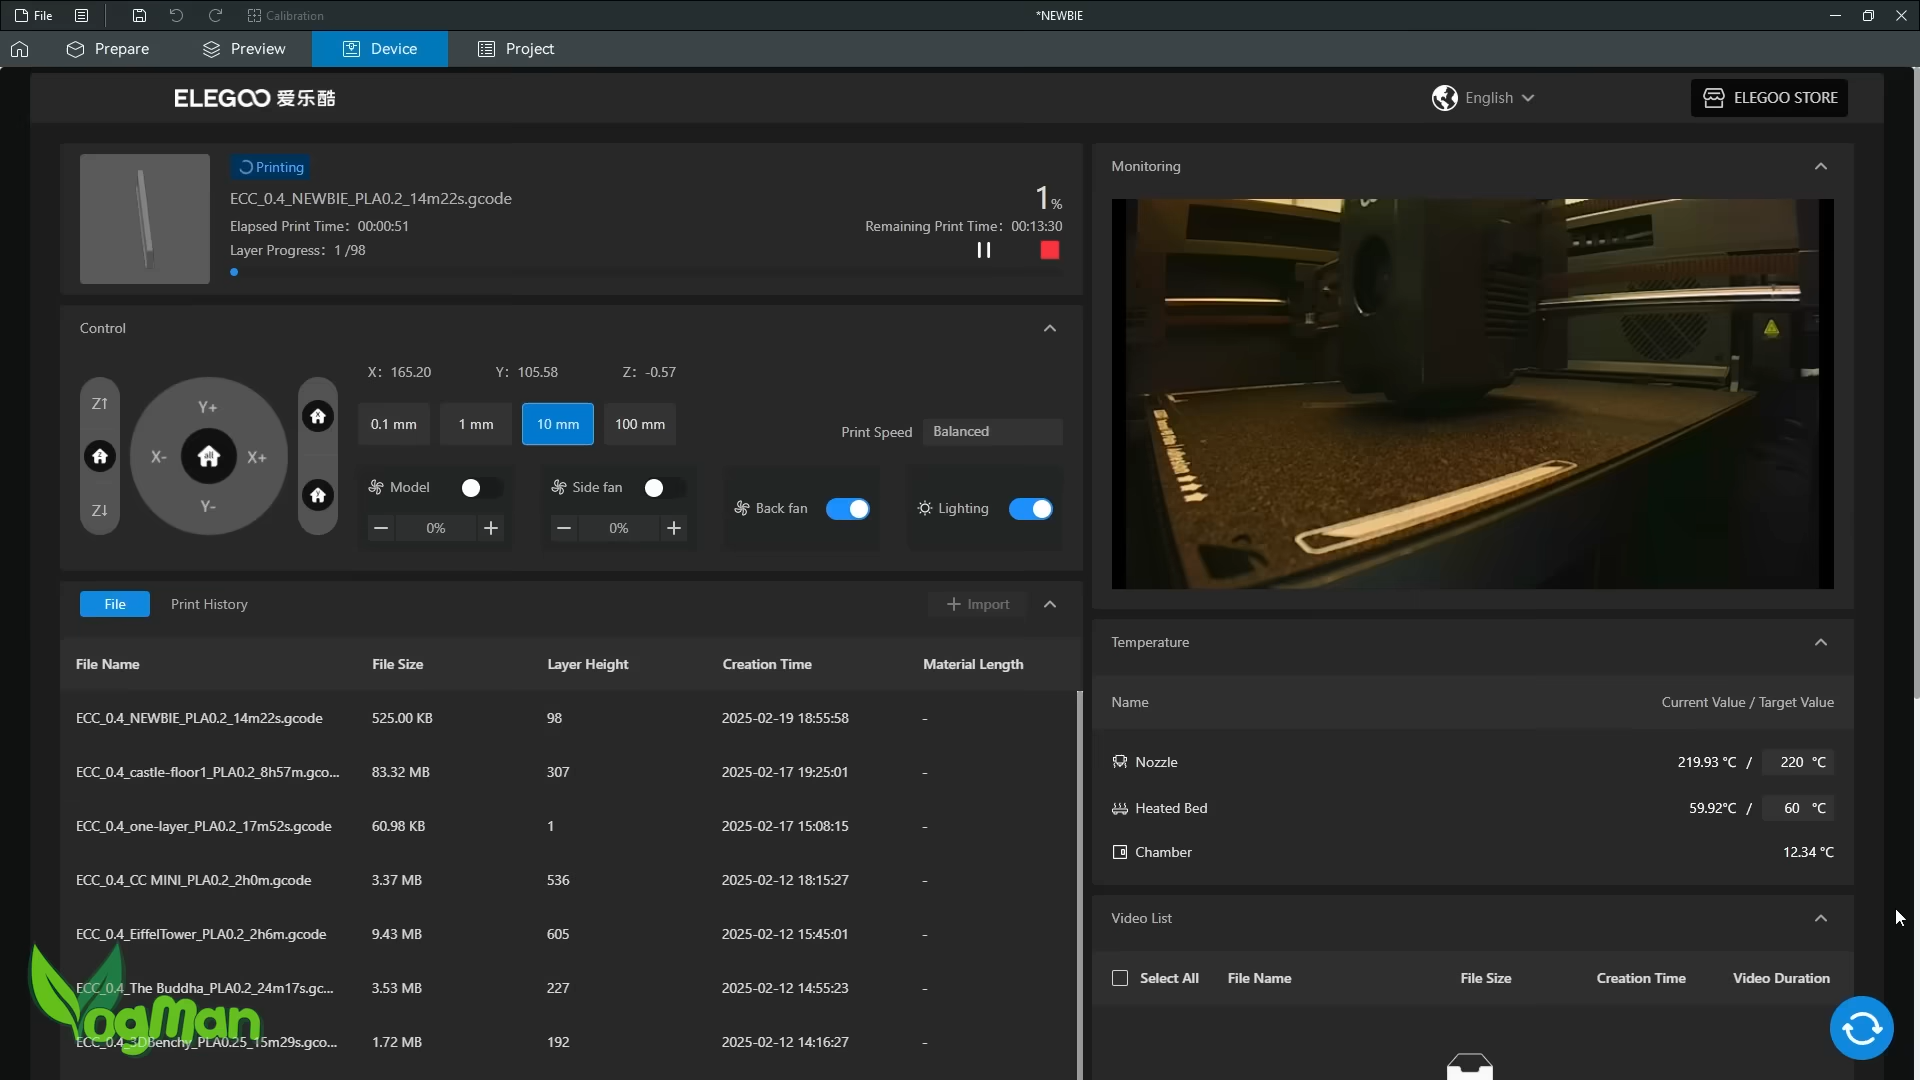 File
Calibration
*NEWBIE
Prepare
Preview
Device
Project
ELEGOO 爱乐酷
English
ELEGOO STORE
Printing
ECC_0.4_NEWBIE_PLA0.2_14m22s.gcode
1%
Elapsed Print Time: 00:00:51
Remaining Print Time: 00:13:30
Layer Progress: 1 /98
Control
X: 165.20 Y: 105.58 Z: -0.57
0.1 mm 1 mm 10 mm 100 mm
Print Speed Balanced
Z↑
Z↓
Y+
X-
all
X+
Y-
Model
0%
Side fan
0%
Back fan
Lighting
File
Print History
+ Import
File Name File Size Layer Height Creation Time Material Length
ECC_0.4_NEWBIE_PLA0.2_14m22s.gcode 525.00 KB 98 2025-02-19 18:55:58 -
ECC_0.4_castle-floor1_PLA0.2_8h57m.gco... 83.32 MB 307 2025-02-17 19:25:01 -
ECC_0.4_one-layer_PLA0.2_17m52s.gcode 60.98 KB 1 2025-02-17 15:08:15 -
ECC_0.4_CC MINI_PLA0.2_2h0m.gcode 3.37 MB 536 2025-02-12 18:15:27 -
ECC_0.4_EiffelTower_PLA0.2_2h6m.gcode 9.43 MB 605 2025-02-12 15:45:01 -
ECC_0.4_The Buddha_PLA0.2_24m17s.gc... 3.53 MB 227 2025-02-12 14:55:23 -
ECC_0.4_3DBenchy_PLA0.25_15m29s.gco... 1.72 MB 192 2025-02-12 14:16:27 -
YogMan
Monitoring
Temperature
Name Current Value / Target Value
Nozzle 219.93 °C / 220 °C
Heated Bed 59.92°C / 60 °C
Chamber 12.34 °C
Video List
Select All File Name File Size Creation Time Video Duration